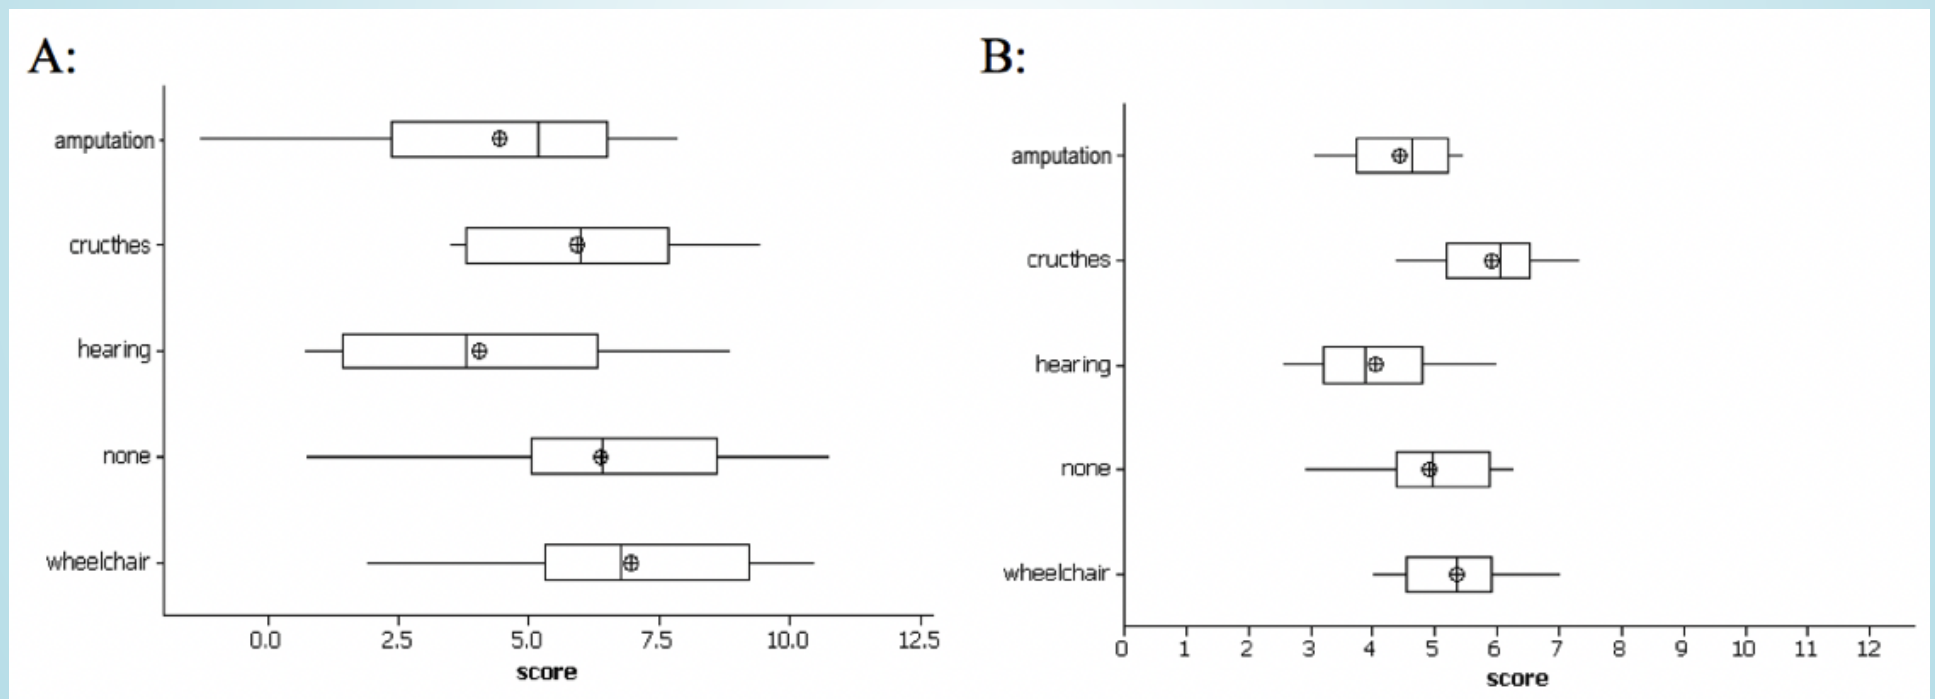 A:
amputation
cructhes
hearing
none
wheelchair
0.0 2.5 5.0 7.5 10.0 12.5
score
B:
amputation
cructhes
hearing
none
wheelchair
0 1 2 3 4 5 6 7 8 9 10 11 12
score